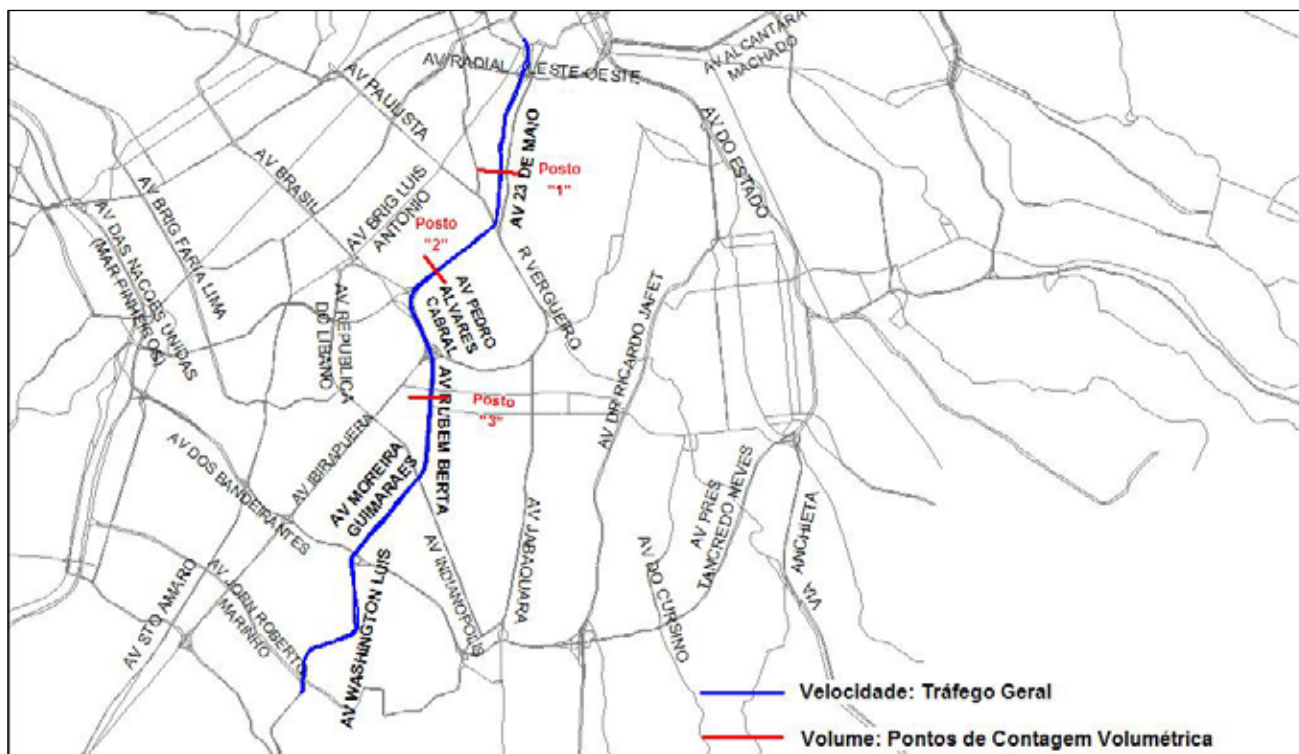 AV RADIAL LESTE-OESTE
AV ALCANTARA
MACHADO
AV PAULISTA
AV 23 DE MAIO
AV DO ESTADO
AV BRASIL
Posto
"1"
AV BRIG LUIS
ANTONIO
AV BRIG FARIA LIMA
AV DAS NACOES UNIDAS
(MARPINHEIROS)
Posto
"2"
R VERGUEIRO
AV PEDRO
ALVARES
CABRAL
AV REPUBLICA
DO LIBANO
AV DR RICARDO JAFET
AV RUBEM BERTA
Posto
"3"
AV IBIRAPUERA
AV DOS BANDEIRANTES
AV MOREIRA
GUIMARAES
AV PRES
TANCREDO NEVES
AV JABAQUARA
AV INDIANOPOLIS
AV DO CURSINO
VIA
ANCHIETA
AV STO AMARO
AV JORN ROBERTO
MARINHO
AV WASHINGTON LUIS
Velocidade: Tráfego Geral
Volume: Pontos de Contagem Volumétrica